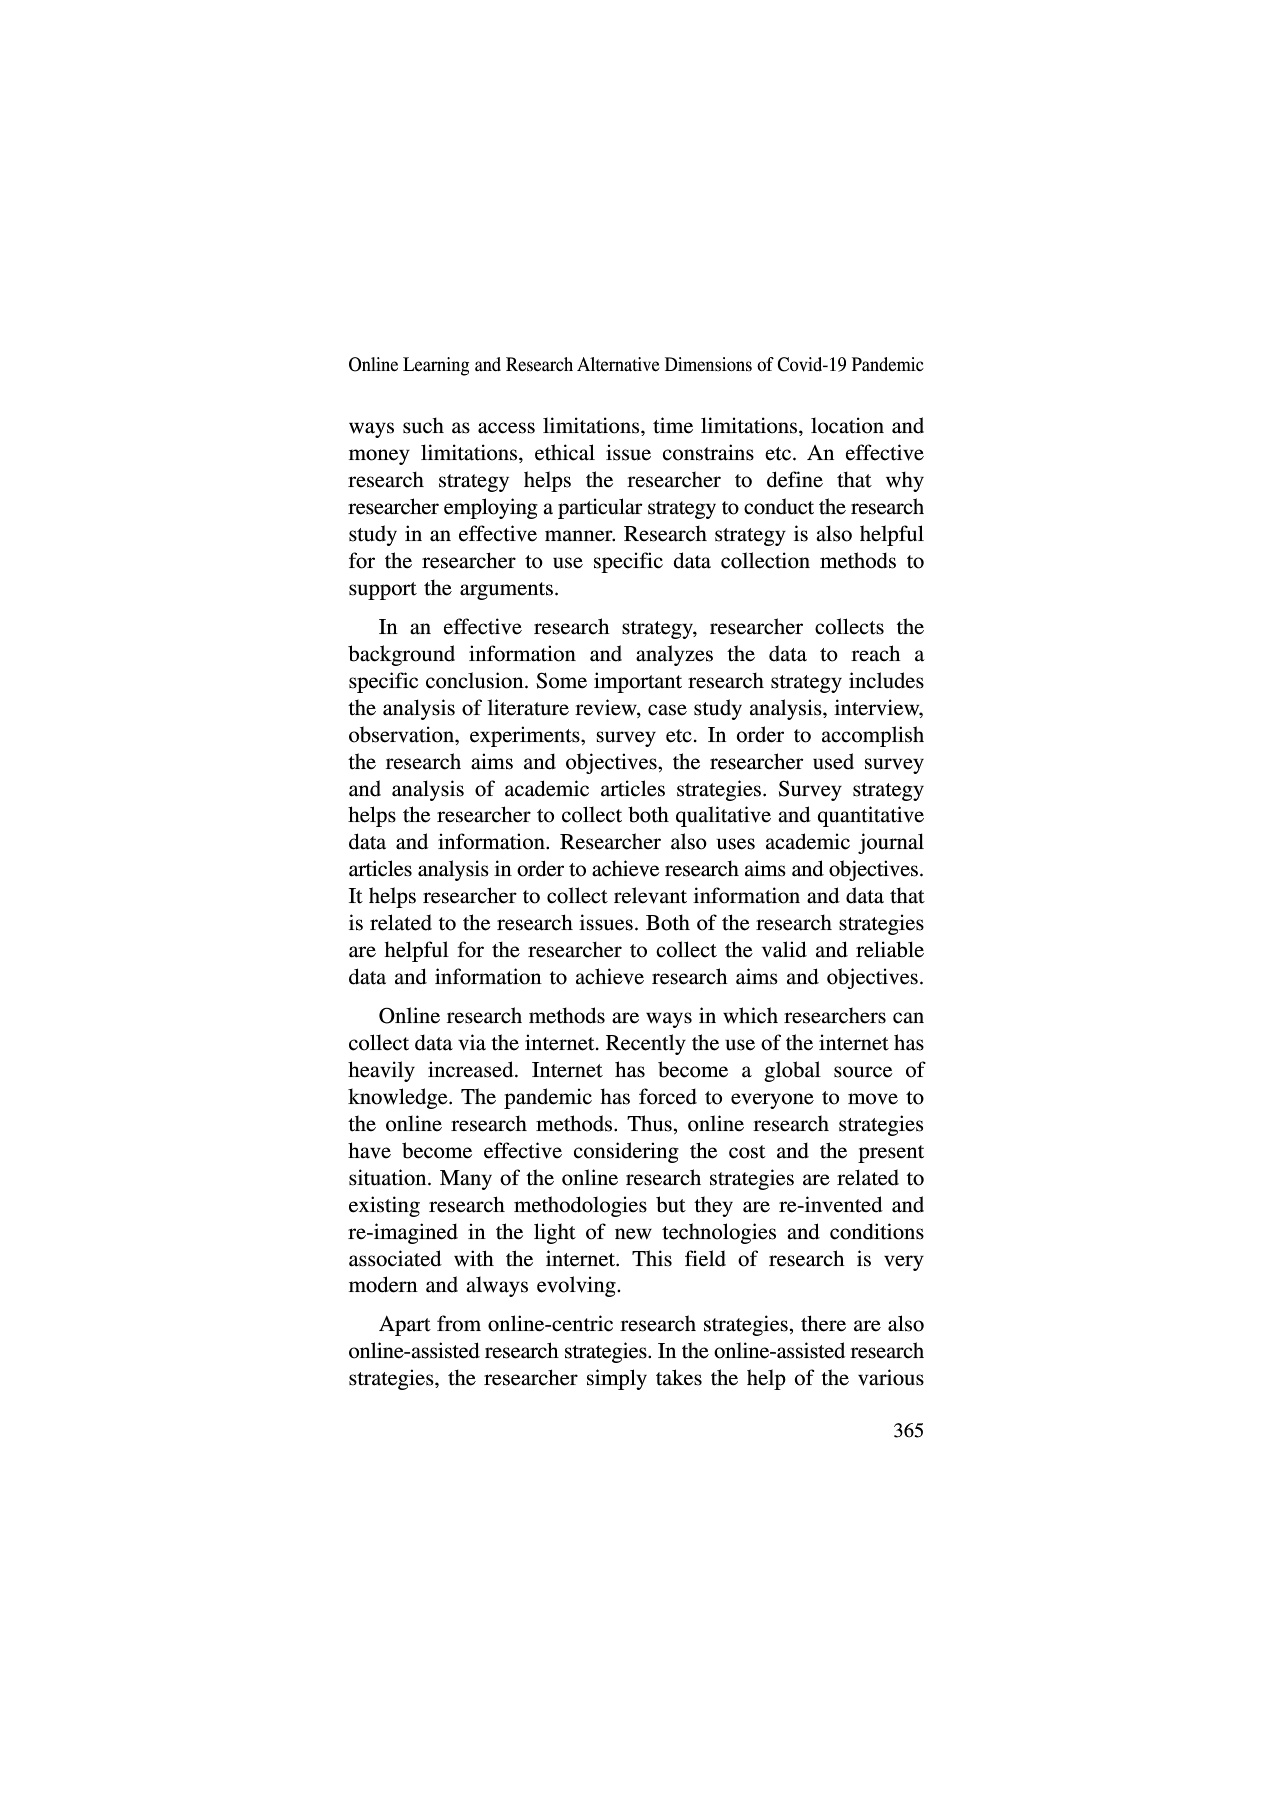 Online Learning and Research Alternative Dimensions of Covid-19 Pandemic
ways such as access limitations, time limitations, location and
money limitations, ethical issue constrains etc. An effective
research strategy helps the researcher to define that why
researcher employing a particular strategy to conduct the research
study in an effective manner. Research strategy is also helpful
for the researcher to use specific data collection methods to
support the arguments.
In an effective research strategy, researcher collects the
background information and analyzes the data to reach a
specific conclusion. Some important research strategy includes
the analysis of literature review, case study analysis, interview,
observation, experiments, survey etc. In order to accomplish
the research aims and objectives, the researcher used survey
and analysis of academic articles strategies. Survey strategy
helps the researcher to collect both qualitative and quantitative
data and information. Researcher also uses academic journal
articles analysis in order to achieve research aims and objectives.
It helps researcher to collect relevant information and data that
is related to the research issues. Both of the research strategies
are helpful for the researcher to collect the valid and reliable
data and information to achieve research aims and objectives.
Online research methods are ways in which researchers can
collect data via the internet. Recently the use of the internet has
heavily increased. Internet has become a global source of
knowledge. The pandemic has forced to everyone to move to
the online research methods. Thus, online research strategies
have become effective considering the cost and the present
situation. Many of the online research strategies are related to
existing research methodologies but they are re-invented and
re-imagined in the light of new technologies and conditions
associated with the internet. This field of research is very
modern and always evolving.
Apart from online-centric research strategies, there are also
online-assisted research strategies. In the online-assisted research
strategies, the researcher simply takes the help of the various
365